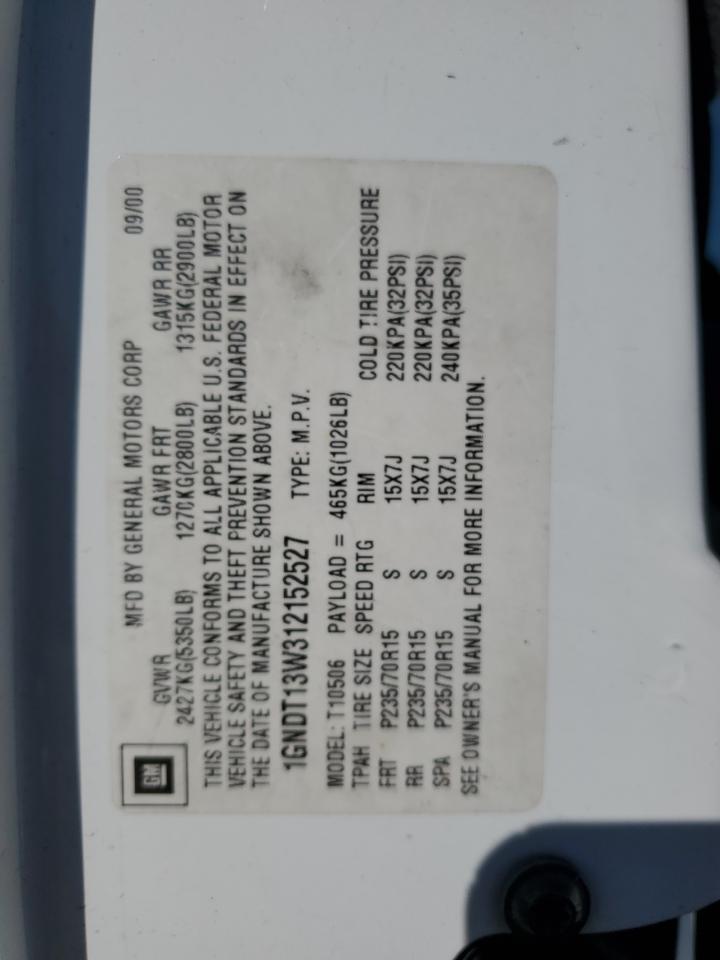 GM MFD BY GENERAL MOTORS CORP 09/00
GVWR GAWR FRT GAWR RR
2427KG(5350LB) 1270KG(2800LB) 1315KG(2900LB)
THIS VEHICLE CONFORMS TO ALL APPLICABLE U.S. FEDERAL MOTOR
VEHICLE SAFETY AND THEFT PREVENTION STANDARDS IN EFFECT ON
THE DATE OF MANUFACTURE SHOWN ABOVE.
1GNDT13W312152527 TYPE: M.P.V.
MODEL: T10506 PAYLOAD = 465KG(1026LB)
TPAH TIRE SIZE SPEED RTG RIM COLD TIRE PRESSURE
FRT P235/70R15 S 15X7J 220KPA(32PSI)
RR P235/70R15 S 15X7J 220KPA(32PSI)
SPA P235/70R15 S 15X7J 240KPA(35PSI)
SEE OWNER'S MANUAL FOR MORE INFORMATION.